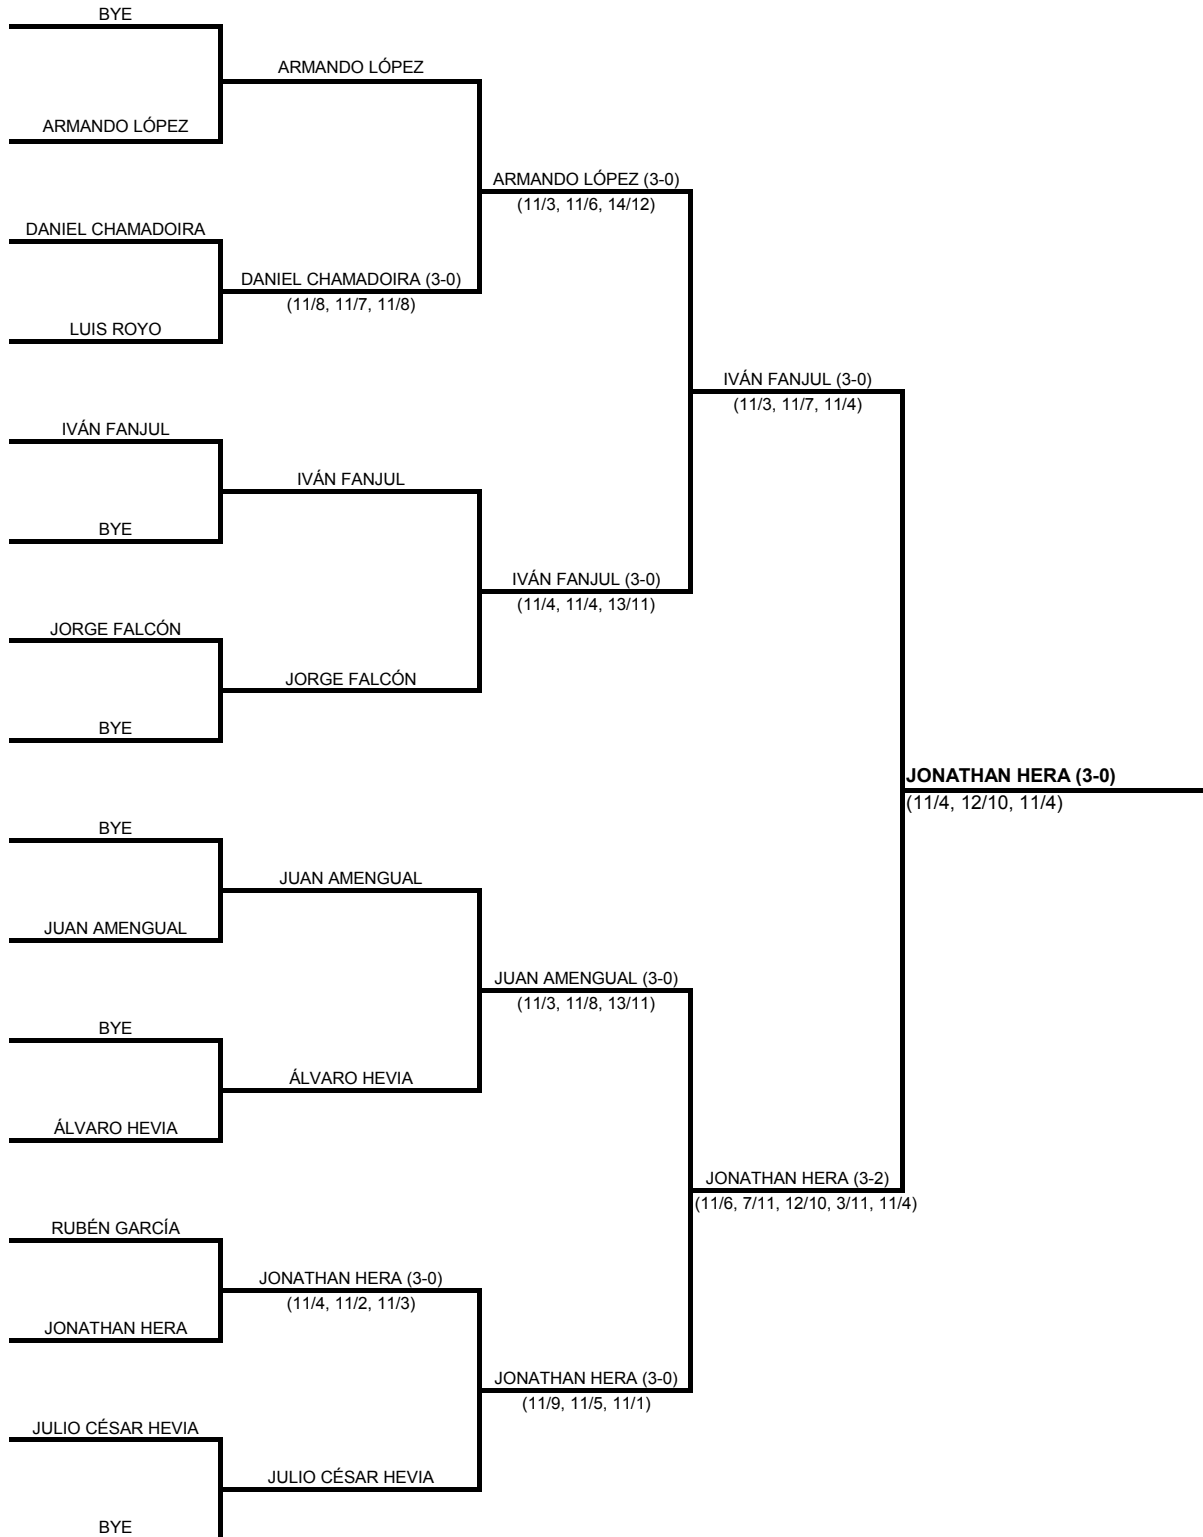 BYE
ARMANDO LÓPEZ
ARMANDO LÓPEZ
ARMANDO LÓPEZ (3-0)
(11/3, 11/6, 14/12)
DANIEL CHAMADOIRA
DANIEL CHAMADOIRA (3-0)
(11/8, 11/7, 11/8)
LUIS ROYO
IVÁN FANJUL (3-0)
(11/3, 11/7, 11/4)
IVÁN FANJUL
IVÁN FANJUL
BYE
IVÁN FANJUL (3-0)
(11/4, 11/4, 13/11)
JORGE FALCÓN
JORGE FALCÓN
BYE
JONATHAN HERA (3-0)
(11/4, 12/10, 11/4)
BYE
JUAN AMENGUAL
JUAN AMENGUAL
JUAN AMENGUAL (3-0)
(11/3, 11/8, 13/11)
BYE
ÁLVARO HEVIA
ÁLVARO HEVIA
JONATHAN HERA (3-2)
(11/6, 7/11, 12/10, 3/11, 11/4)
RUBÉN GARCÍA
JONATHAN HERA (3-0)
(11/4, 11/2, 11/3)
JONATHAN HERA
JONATHAN HERA (3-0)
(11/9, 11/5, 11/1)
JULIO CÉSAR HEVIA
JULIO CÉSAR HEVIA
BYE